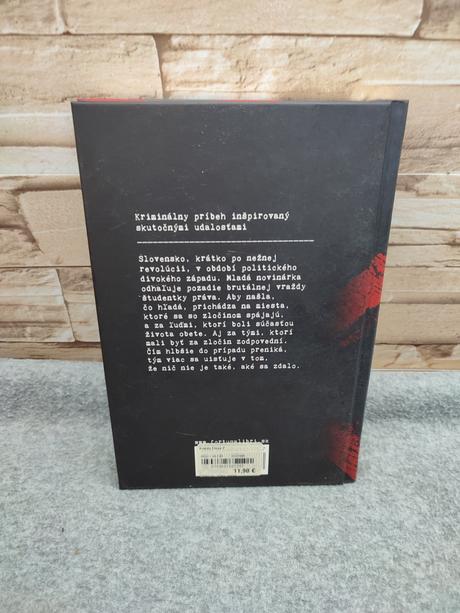 Kriminálny príbeh inšpirovaný
skutočnými udalosťami
Slovensko, krátko po nežnej
revolúcii, v období politického
divokého západu. Mladá novinárka
odhaľuje pozadie brutálnej vraždy
študentky práva. Aby našla,
čo hľadá, prichádza na miesta,
ktoré sa so zločinom spájajú,
a za ľuďmi, ktorí boli súčasťou
života obete. Aj za tými, ktorí
mali byť za zločin zodpovední.
Čím hlbšie do prípadu preniká,
tým viac sa uisťuje v tom,
že nič nie je také, aké sa zdalo.
www.fortunalibri.sk
11,90 €